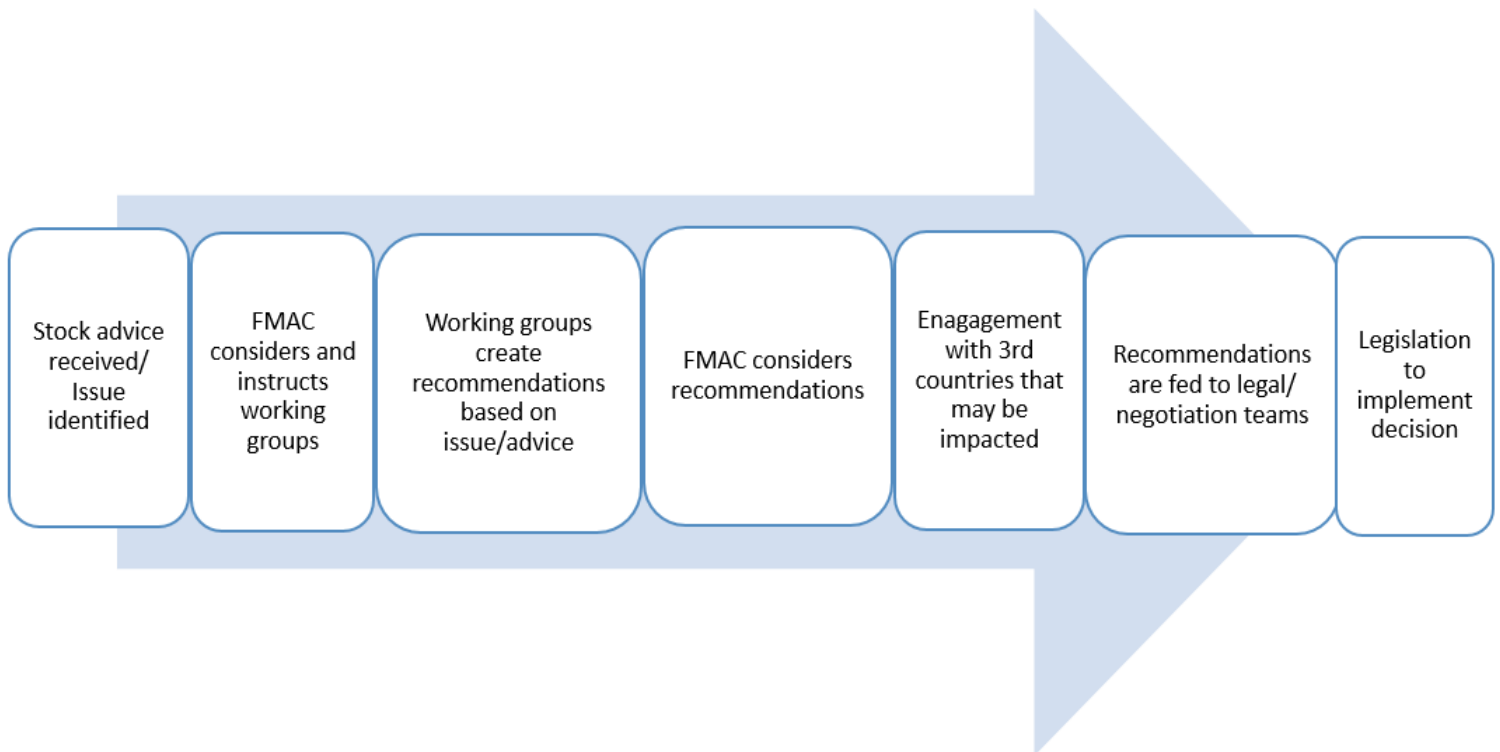 Stock advice
received/
Issue
identified
FMAC
considers and
instructs
working
groups
Working groups
create
recommendations
based on
issue/advice
FMAC considers
recommendations
Enagagement
with 3rd
countries that
may be
impacted
Recommendations
are fed to legal/
negotiation teams
Legislation
to
implement
decision